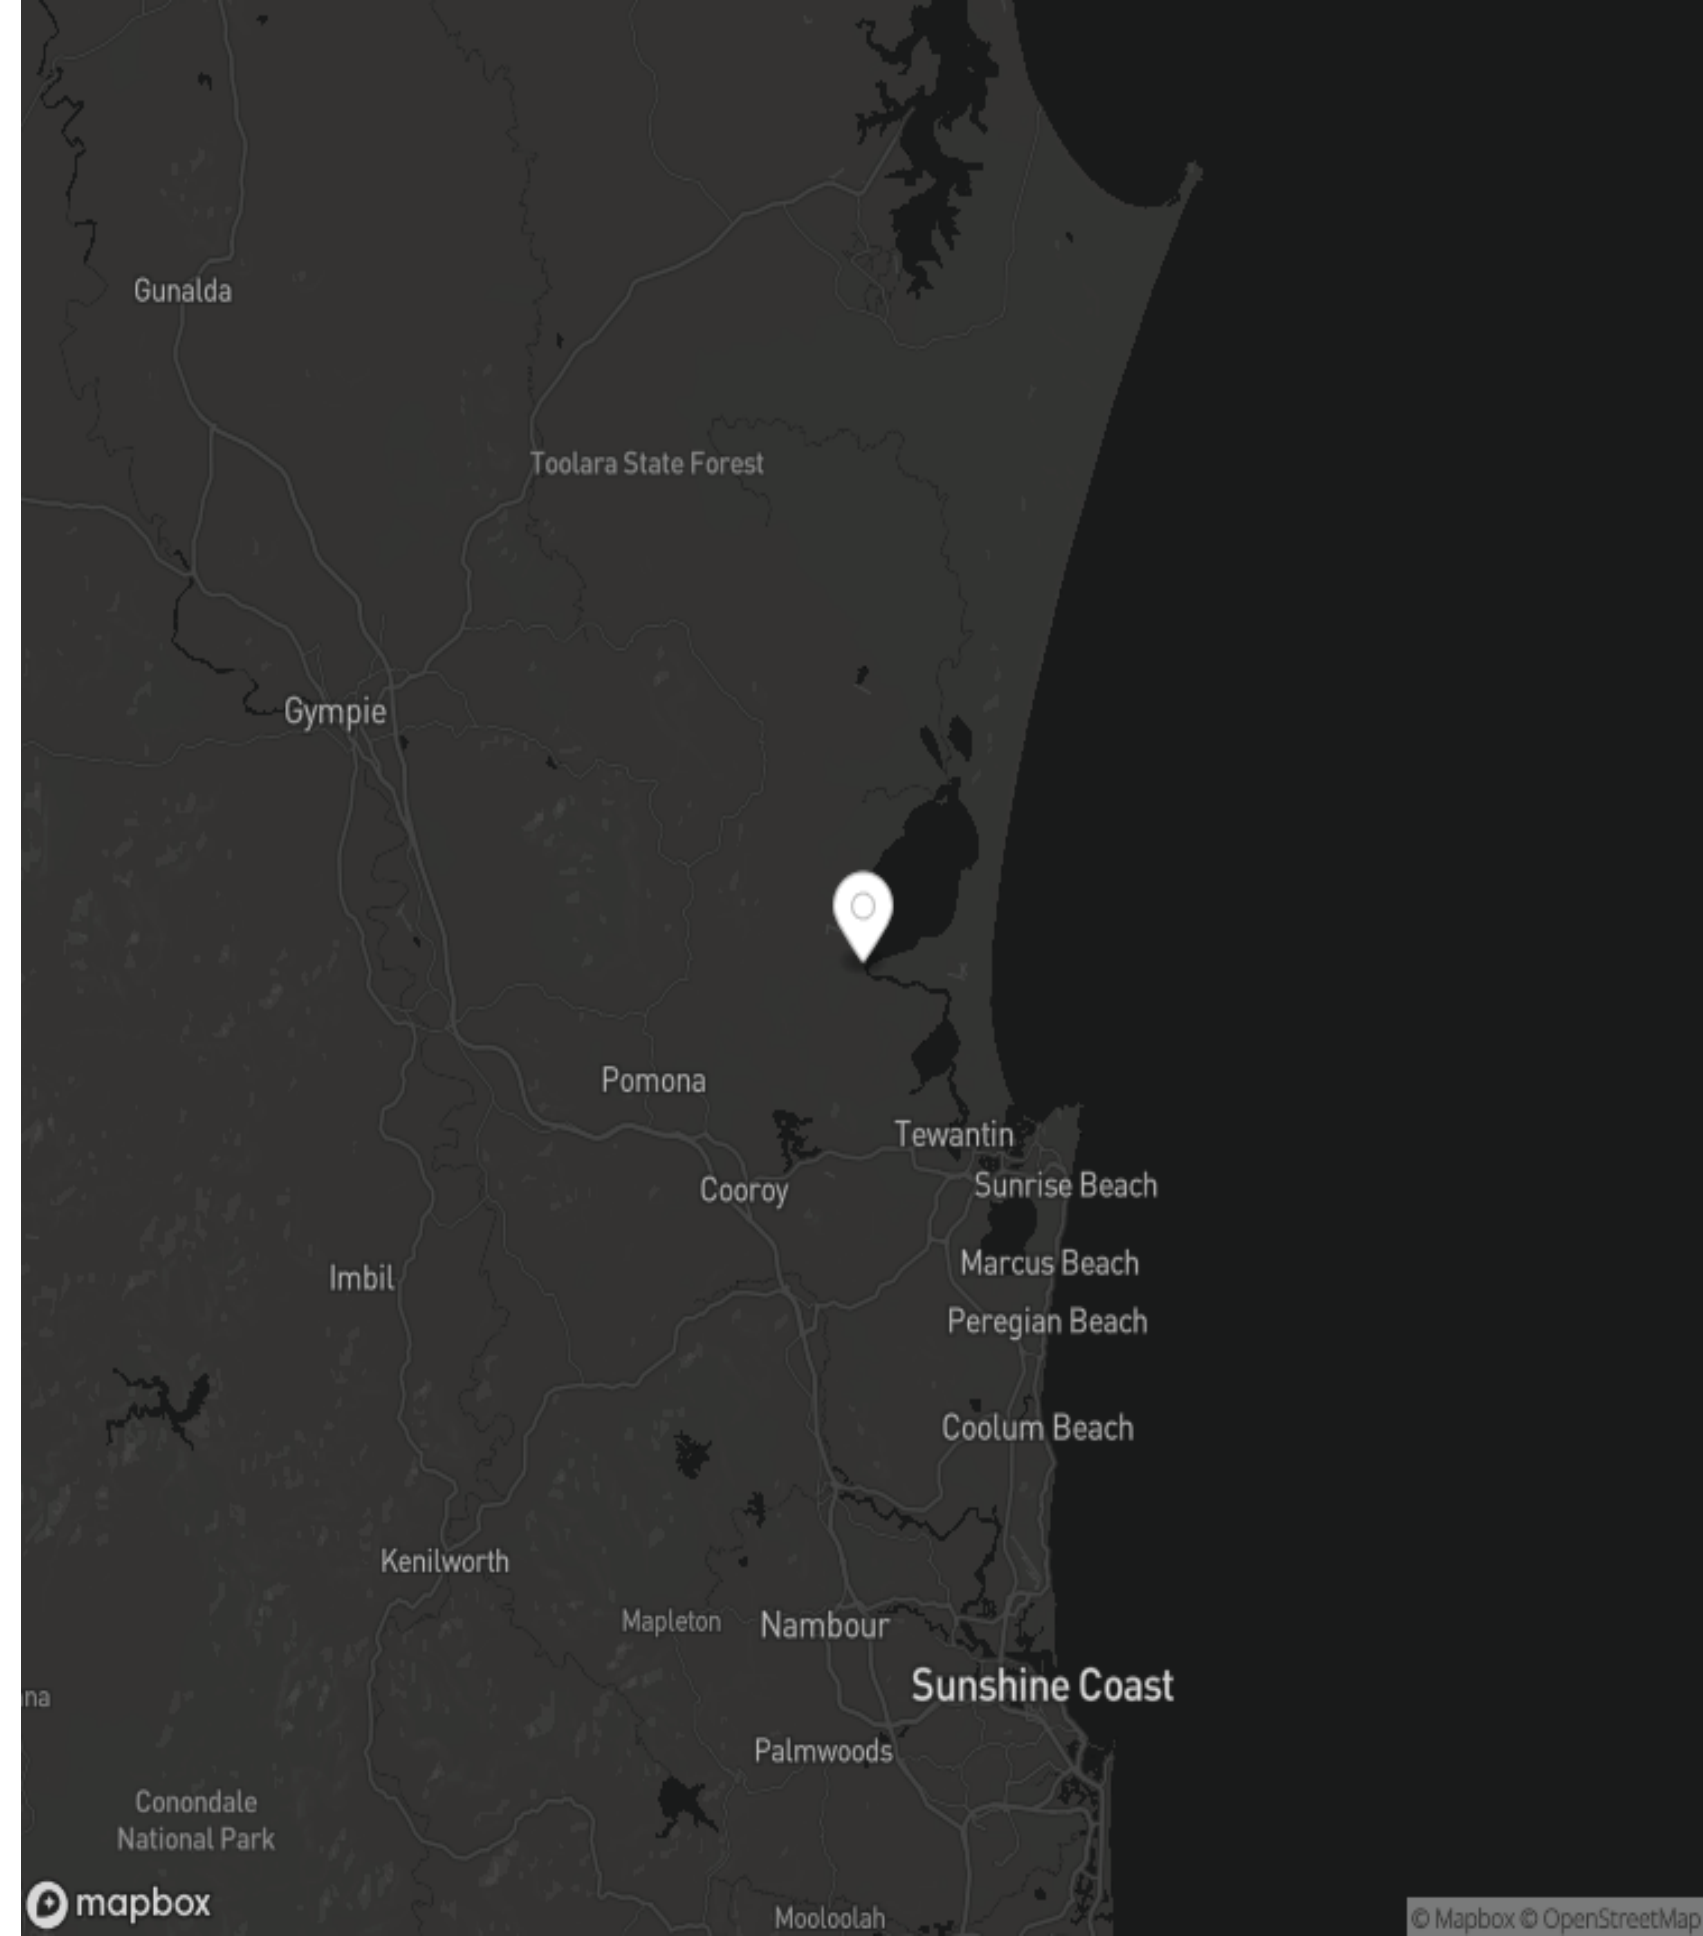 Gunalda
Toolara State Forest
Gympie
Pomona
Tewantin
Sunrise Beach
Cooroy
Marcus Beach
Imbil
Peregian Beach
Coolum Beach
Kenilworth
Mapleton
Nambour
Sunshine Coast
na
Palmwoods
Conondale
National Park
mapbox
Mooloolah
© Mapbox © OpenStreetMap